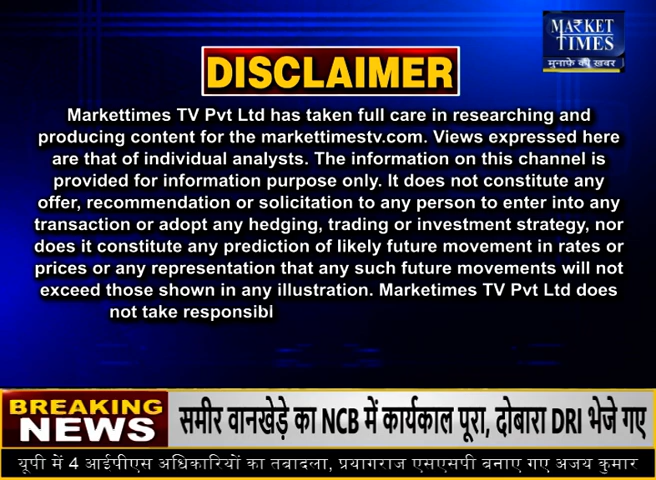 MARKET
TIMES
मुनाफे की ख़बर
DISCLAIMER
Markettimes TV Pvt Ltd has taken full care in researching and
producing content for the markettimestv.com. Views expressed here
are that of individual analysts. The information on this channel is
provided for information purpose only. It does not constitute any
offer, recommendation or solicitation to any person to enter into any
transaction or adopt any hedging, trading or investment strategy, nor
does it constitute any prediction of likely future movement in rates or
prices or any representation that any such future movements will not
exceed those shown in any illustration. Marketimes TV Pvt Ltd does
not take responsibl
BREAKING
NEWS
समीर वानखेड़े का NCB में कार्यकाल पूरा, दोबारा DRI भेजे गए
यूपी में 4 आईपीएस अधिकारियों का तबादला, प्रयागराज एसएसपी बनाए गए अजय कुमार